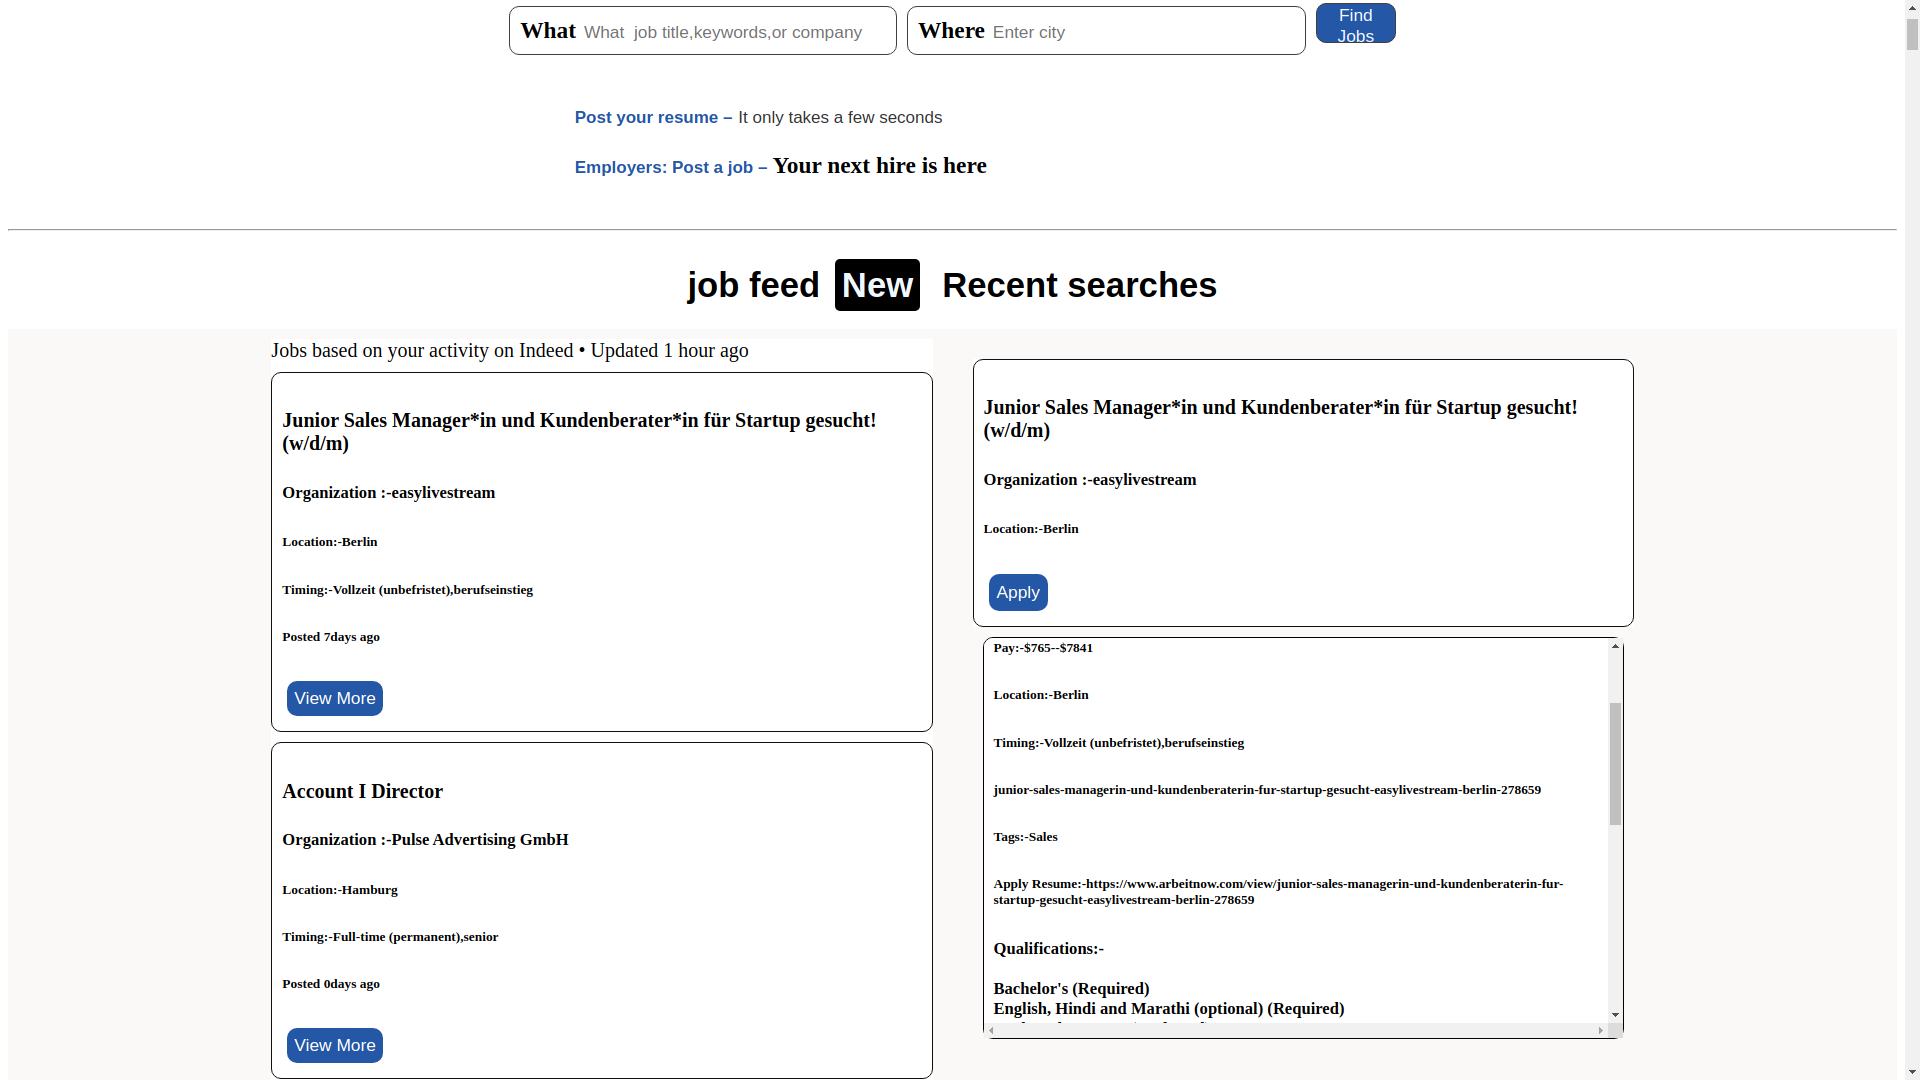 What What  job title,keywords,or company
Where Enter city
Find
Jobs
Post your resume – It only takes a few seconds
Employers: Post a job – Your next hire is here
job feed New Recent searches
Jobs based on your activity on Indeed • Updated 1 hour ago
Junior Sales Manager*in und Kundenberater*in für Startup gesucht!
(w/d/m)
Organization :-easylivestream
Location:-Berlin
Timing:-Vollzeit (unbefristet),berufseinstieg
Posted 7days ago
View More
Account I Director
Organization :-Pulse Advertising GmbH
Location:-Hamburg
Timing:-Full-time (permanent),senior
Posted 0days ago
View More
Junior Sales Manager*in und Kundenberater*in für Startup gesucht!
(w/d/m)
Organization :-easylivestream
Location:-Berlin
Apply
Pay:-$765--$7841
Location:-Berlin
Timing:-Vollzeit (unbefristet),berufseinstieg
junior-sales-managerin-und-kundenberaterin-fur-startup-gesucht-easylivestream-berlin-278659
Tags:-Sales
Apply Resume:-https://www.arbeitnow.com/view/junior-sales-managerin-und-kundenberaterin-fur-
startup-gesucht-easylivestream-berlin-278659
Qualifications:-
Bachelor's (Required)
English, Hindi and Marathi (optional) (Required)